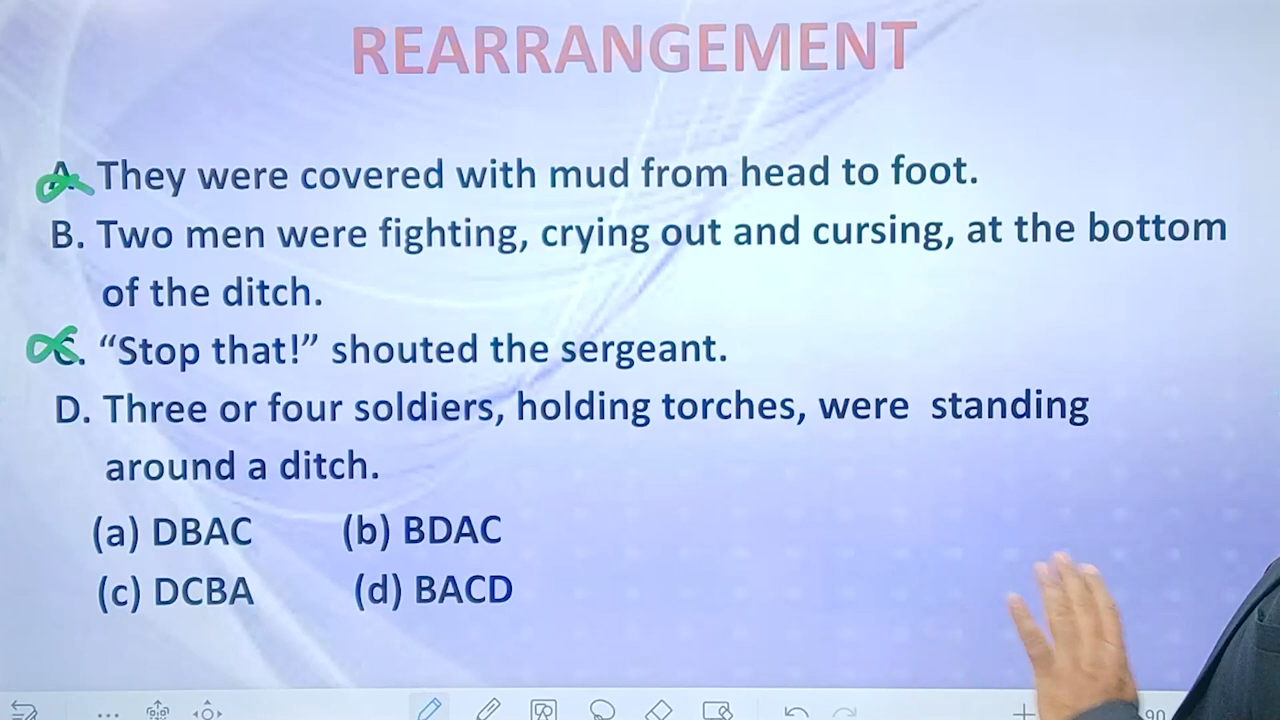 REARRANGEMENT
A. They were covered with mud from head to foot.
B. Two men were fighting, crying out and cursing, at the bottom
of the ditch.
C. “Stop that!” shouted the sergeant.
D. Three or four soldiers, holding torches, were standing
around a ditch.
(a) DBAC (b) BDAC
(c) DCBA (d) BACD
90